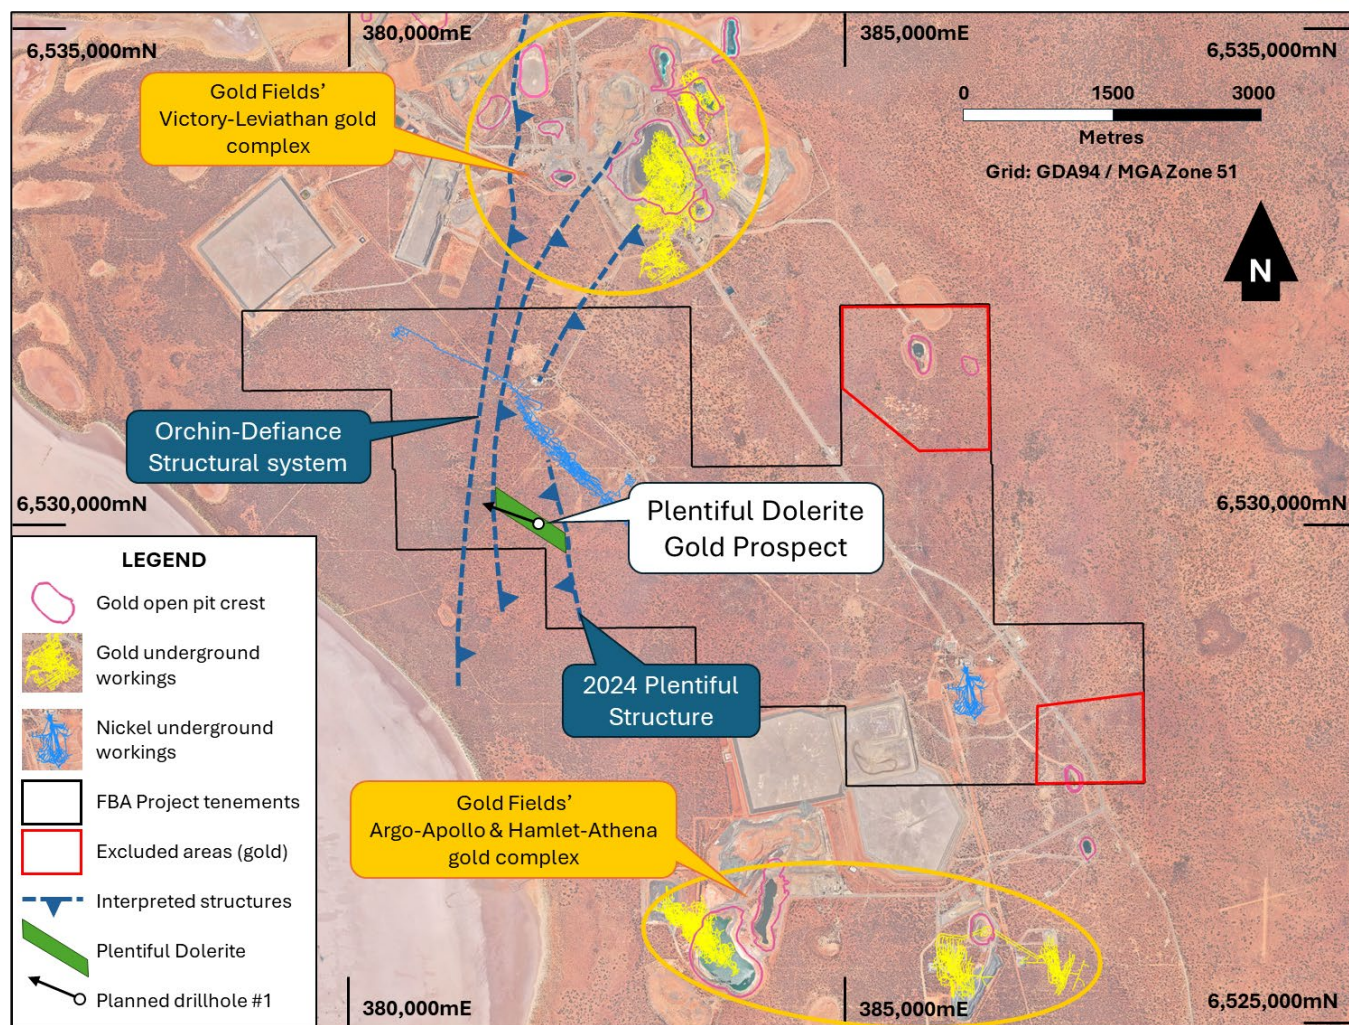 380,000mE
385,000mE
6,535,000mN
6,535,000mN
Gold Fields’
Victory-Leviathan gold
complex
0
1500
3000
Metres
Grid: GDA94 / MGA Zone 51
N
Orchin-Defiance
Structural system
6,530,000mN
6,530,000mN
Plentiful Dolerite
Gold Prospect
2024 Plentiful
Structure
Gold Fields’
Argo-Apollo & Hamlet-Athena
gold complex
LEGEND
Gold open pit crest
Gold underground
workings
Nickel underground
workings
FBA Project tenements
Excluded areas (gold)
Interpreted structures
Plentiful Dolerite
Planned drillhole #1
380,000mE
385,000mE
6,525,000mN